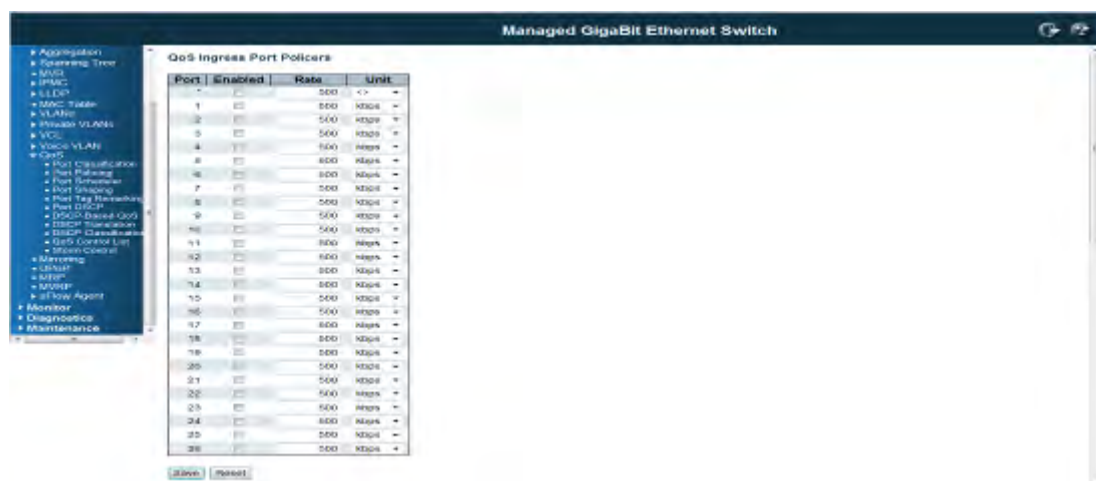 Managed GigaBit Ethernet Switch
Aggregation
Spanning Tree
MVR
IPMC
LLDP
MAC Table
VLANs
Private VLANs
VCL
Voice VLAN
QoS
Port Classification
Port Policing
Port Scheduler
Port Shaping
Port Tag Remarking
Port DSCP
DSCP-Based QoS
DSCP Translation
DSCP Classification
QoS Control List
Storm Control
Mirroring
UPnP
MRP
MVRP
sFlow Agent
Monitor
Diagnostics
Maintenance
QoS Ingress Port Policers
Port Enabled Rate Unit
* 500 <>
1 500 kbps
2 500 kbps
3 500 kbps
4 500 kbps
5 500 kbps
6 500 kbps
7 500 kbps
8 500 kbps
9 500 kbps
10 500 kbps
11 500 kbps
12 500 kbps
13 500 kbps
14 500 kbps
15 500 kbps
16 500 kbps
17 500 kbps
18 500 kbps
19 500 kbps
20 500 kbps
21 500 kbps
22 500 kbps
23 500 kbps
24 500 kbps
25 500 kbps
26 500 kbps
Save Reset